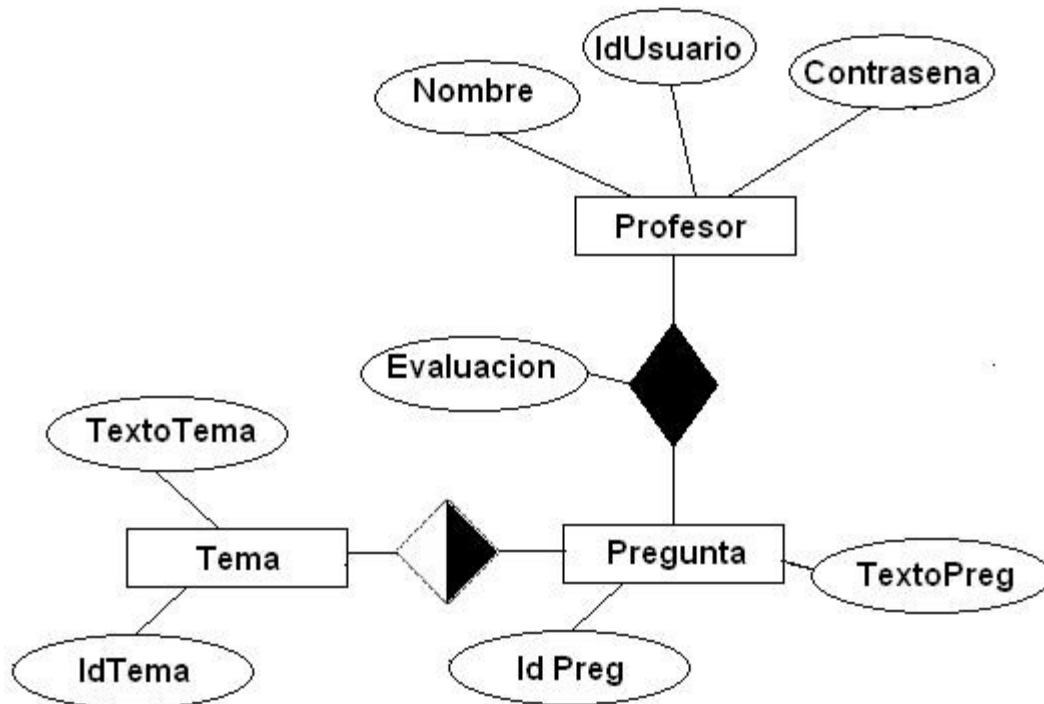 IdUsuario
Nombre
Contrasena
Profesor
Evaluacion
TextoTema
Tema
Pregunta
TextoPreg
IdTema
Id Preg